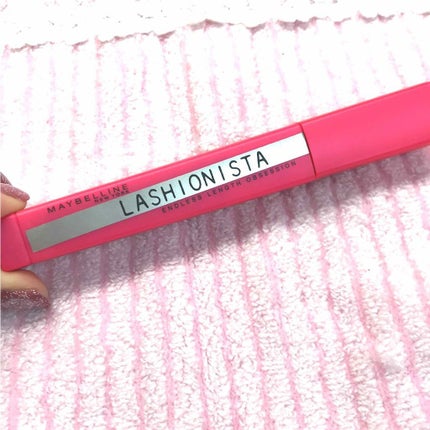 MAYBELLINE
NEW YORK
LASHIONISTA
ENDLESS LENGTH OBSESSION